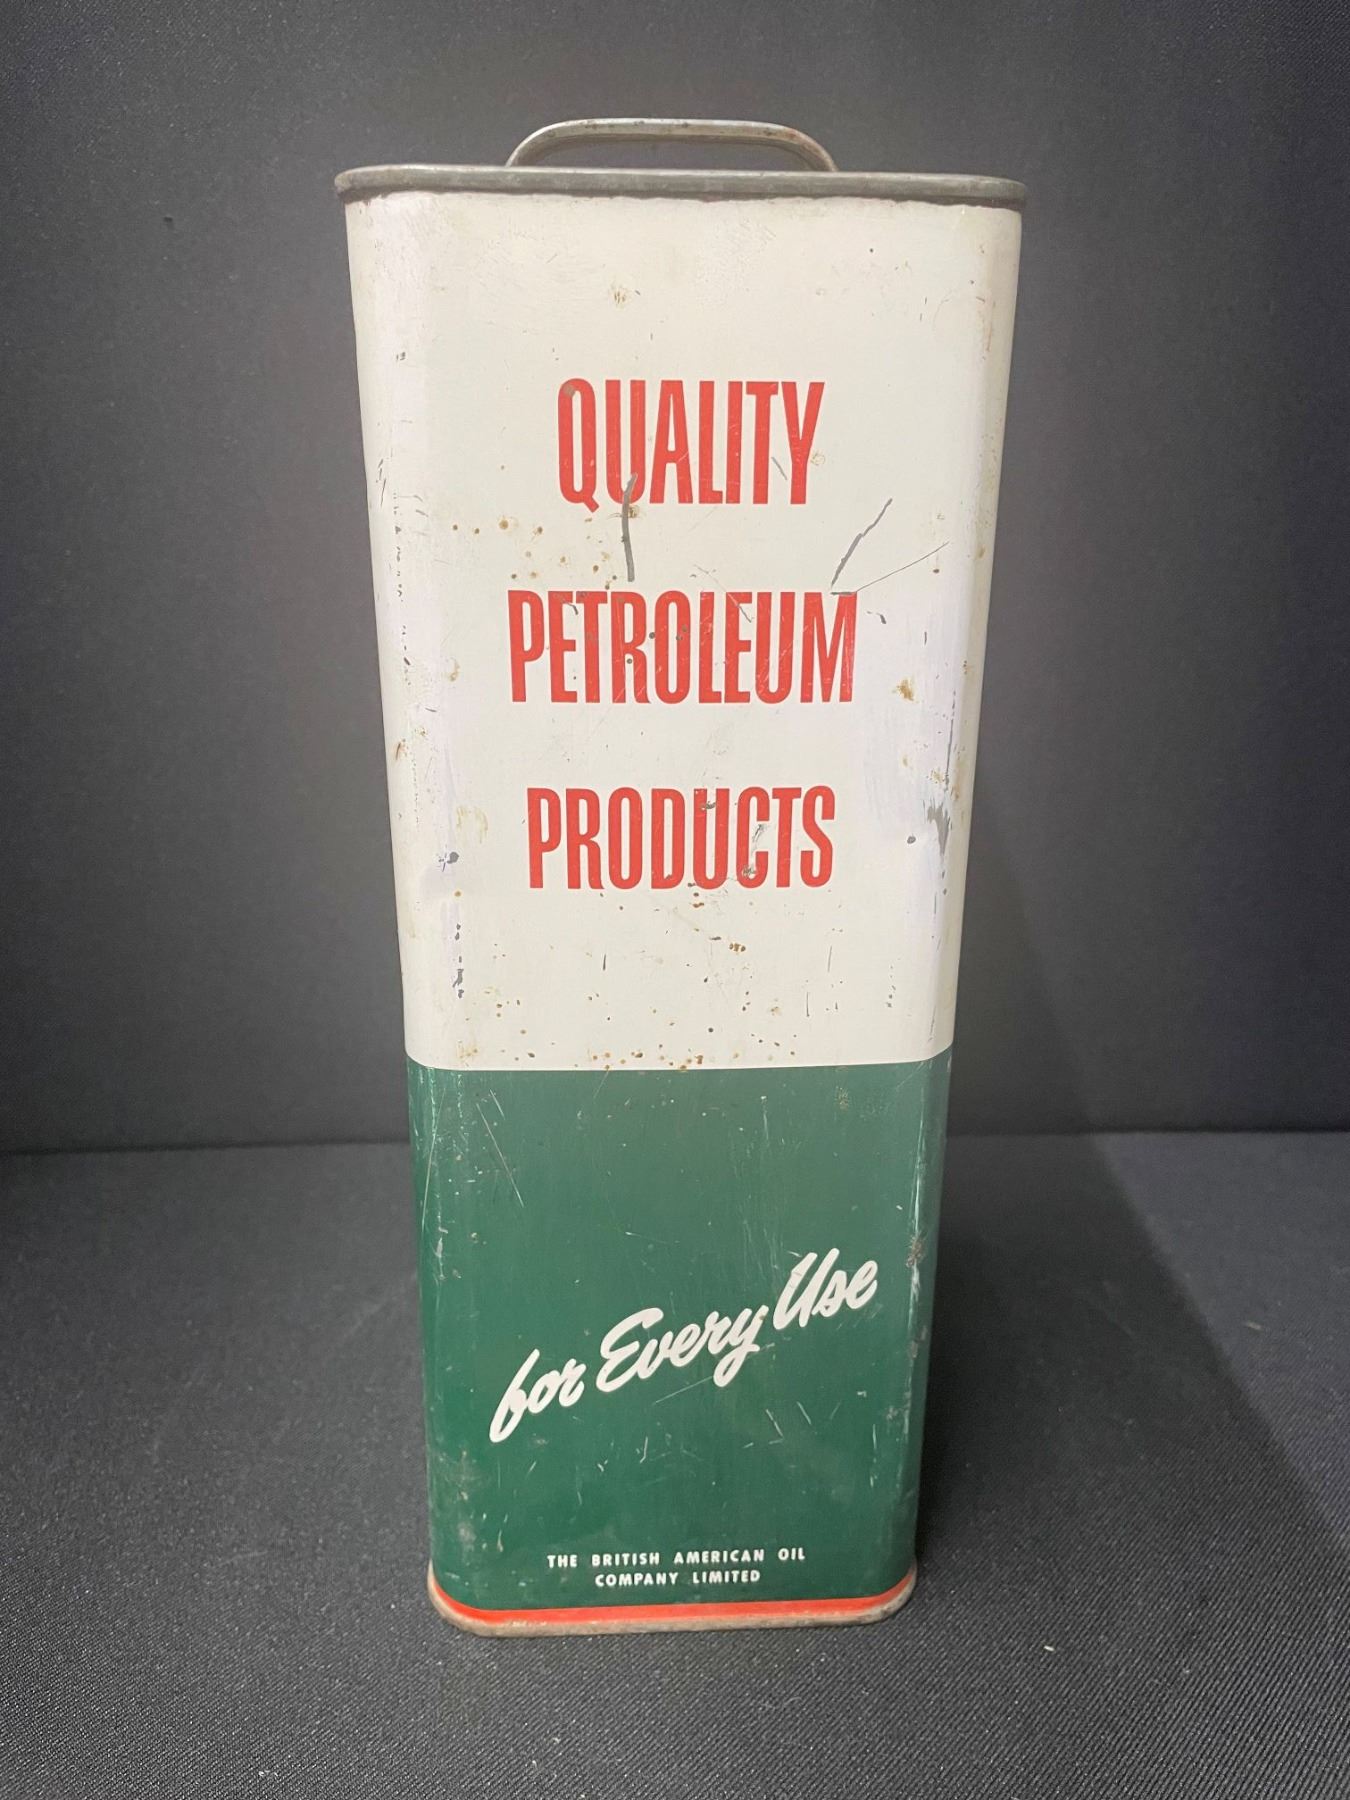 QUALITY
PETROLEUM
PRODUCTS
for Every Use
THE BRITISH AMERICAN OIL
COMPANY LIMITED